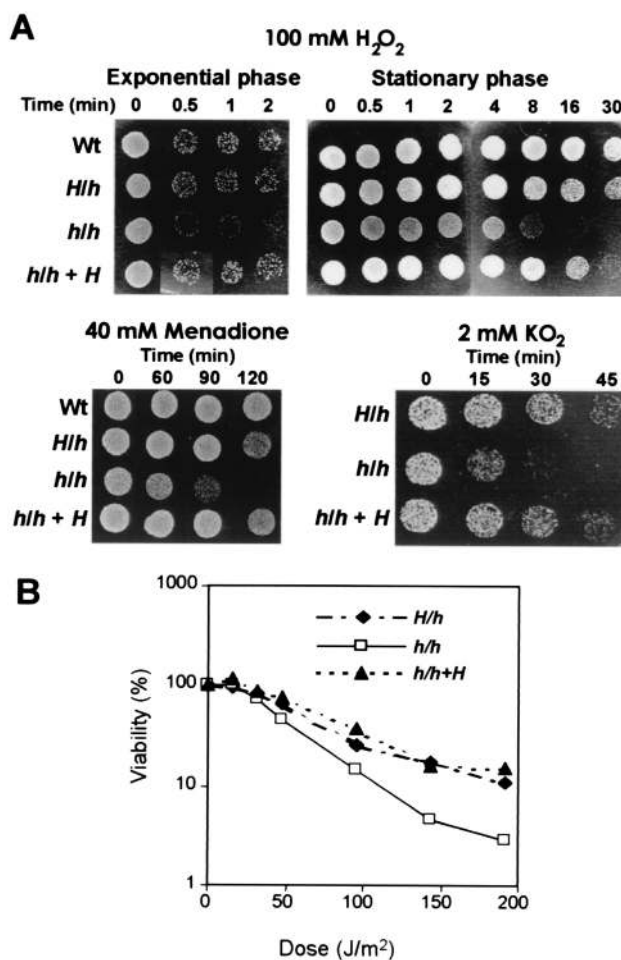 A
100 mM H₂O₂
Exponential phase Stationary phase
Time (min) 0 0.5 1 2 0 0.5 1 2 4 8 16 30
Wt
H/h
h/h
h/h + H
40 mM Menadione
Time (min)
0 60 90 120
Wt
H/h
h/h
h/h + H
2 mM KO₂
Time (min)
0 15 30 45
H/h
h/h
h/h + H
B
Viability (%)
1000
100
10
1
H/h
h/h
h/h+H
0 50 100 150 200
Dose (J/m²)